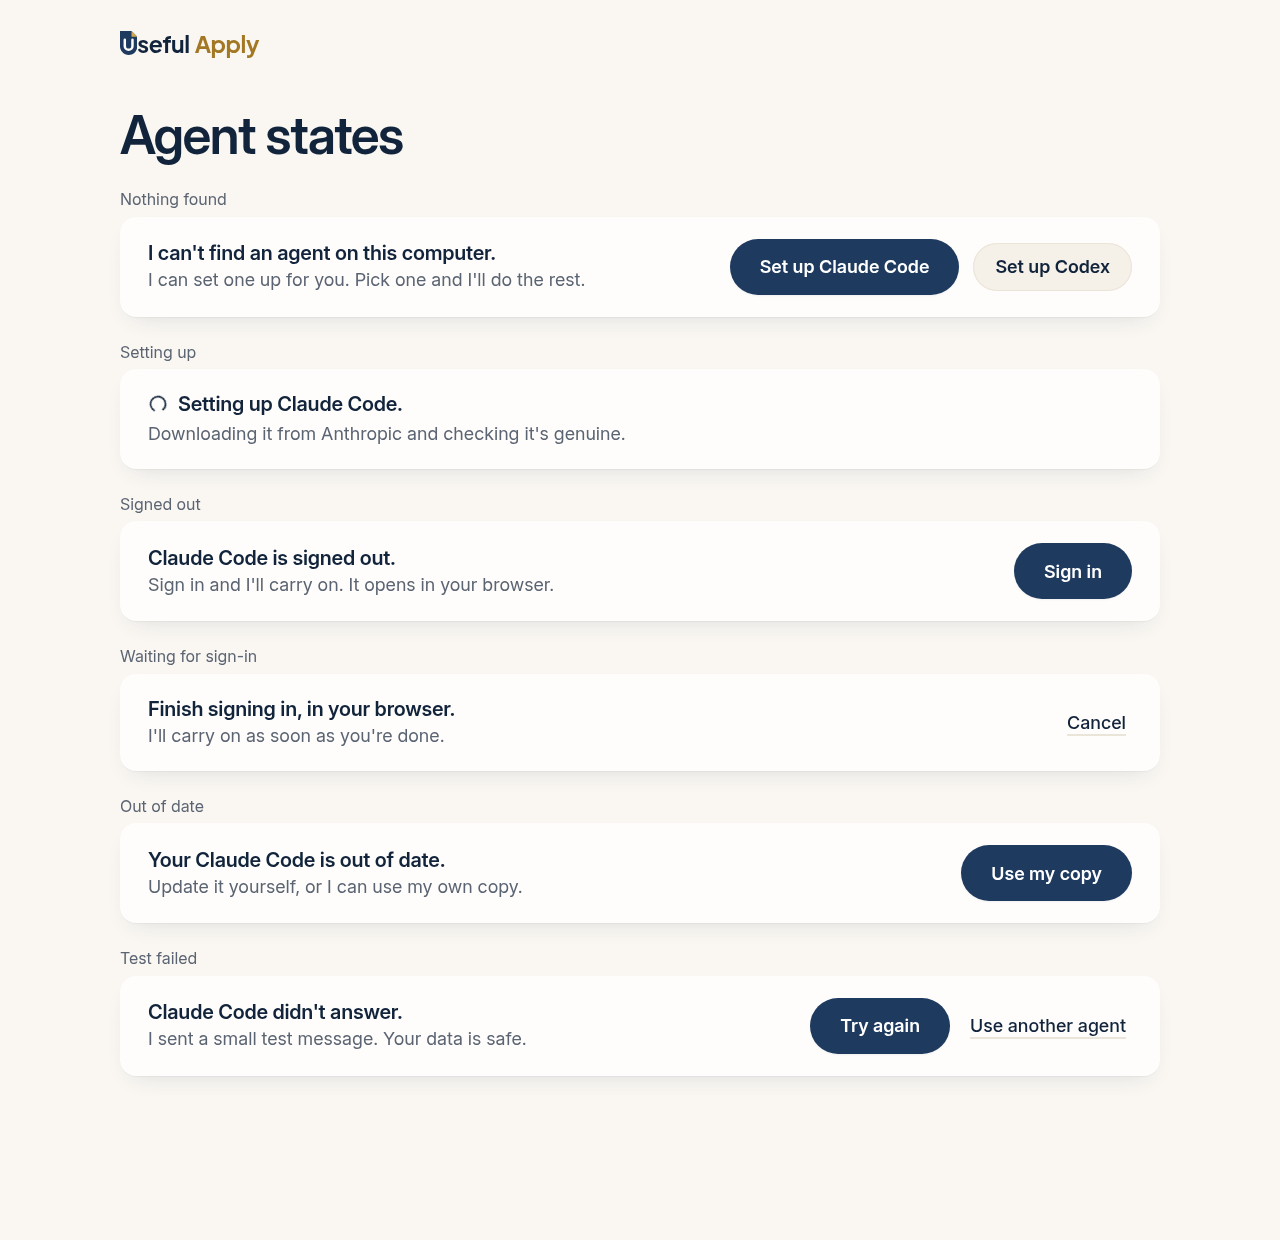 Useful Apply
Agent states
Nothing found
I can't find an agent on this computer.
I can set one up for you. Pick one and I'll do the rest.
Set up Claude Code
Set up Codex
Setting up
Setting up Claude Code.
Downloading it from Anthropic and checking it's genuine.
Signed out
Claude Code is signed out.
Sign in and I'll carry on. It opens in your browser.
Sign in
Waiting for sign-in
Finish signing in, in your browser.
I'll carry on as soon as you're done.
Cancel
Out of date
Your Claude Code is out of date.
Update it yourself, or I can use my own copy.
Use my copy
Test failed
Claude Code didn't answer.
I sent a small test message. Your data is safe.
Try again
Use another agent